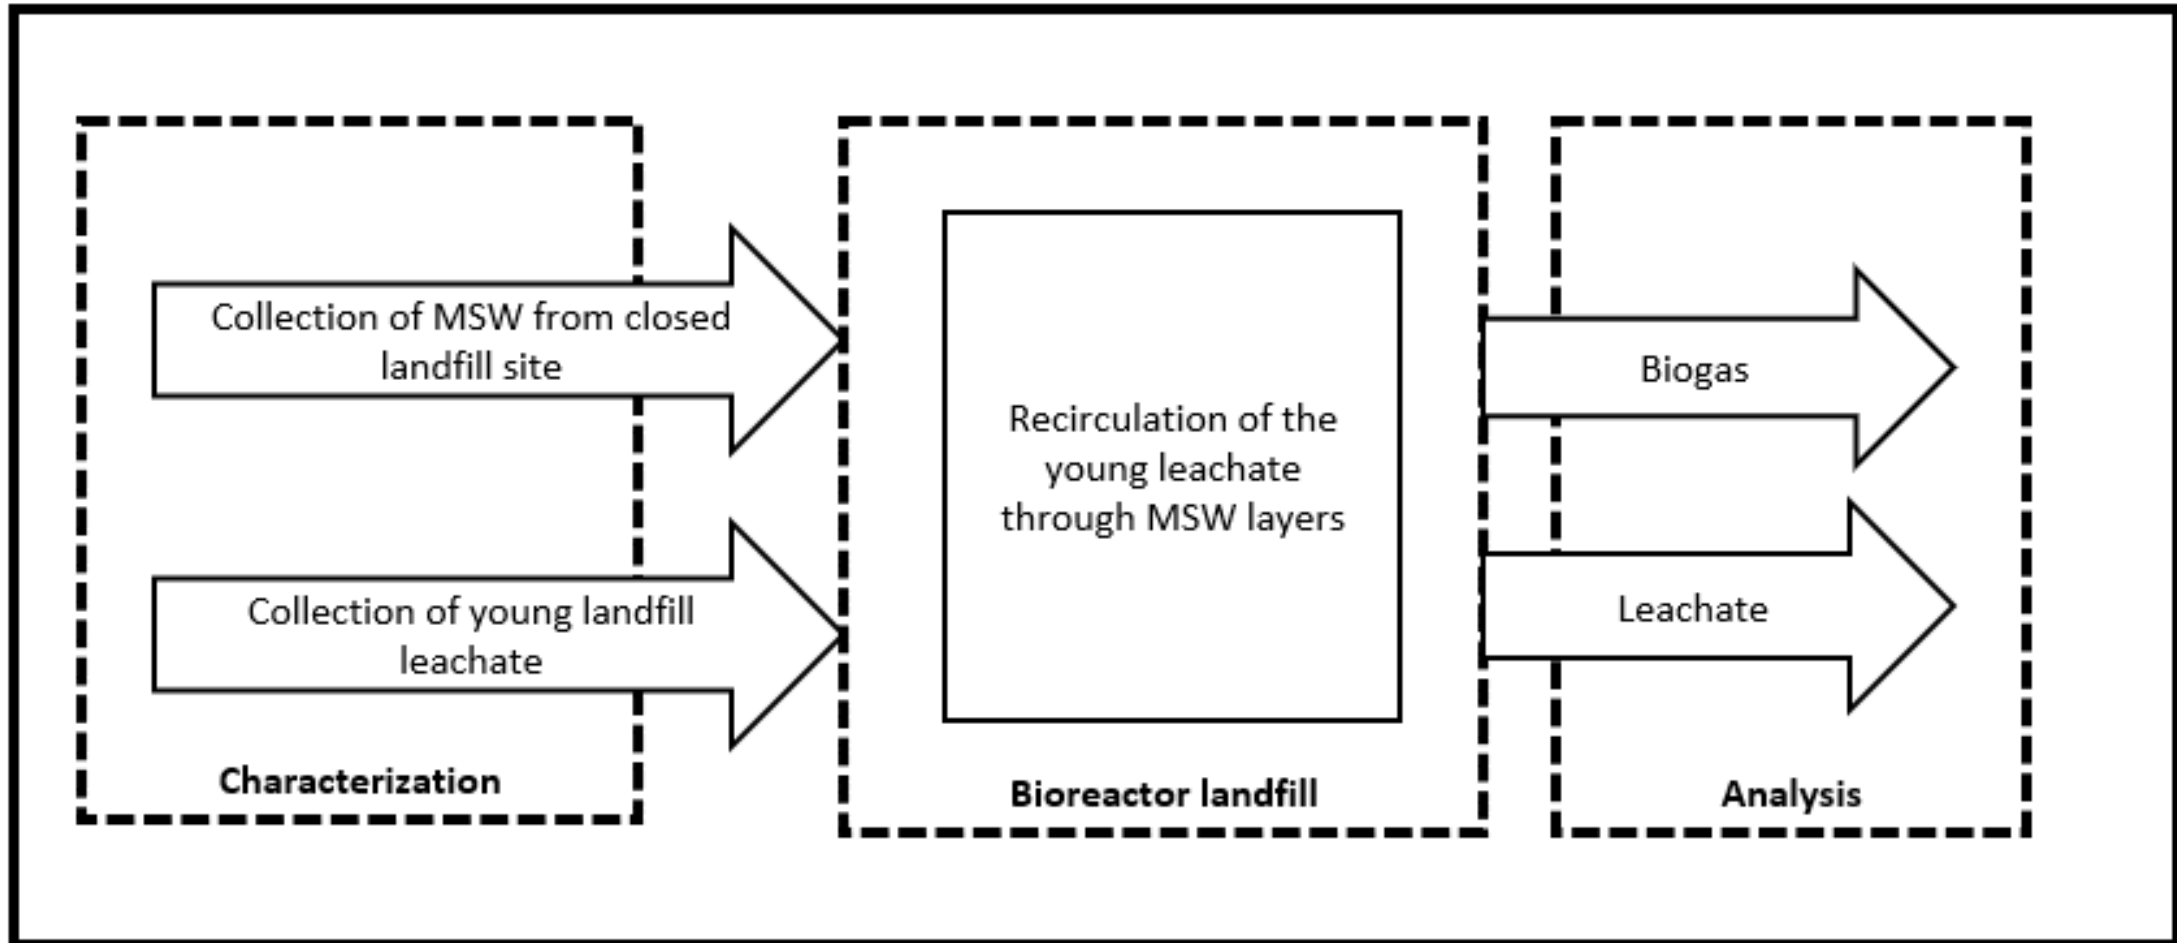 Collection of MSW from closed
landfill site
Collection of young landfill
leachate
Characterization
Recirculation of the
young leachate
through MSW layers
Bioreactor landfill
Biogas
Leachate
Analysis